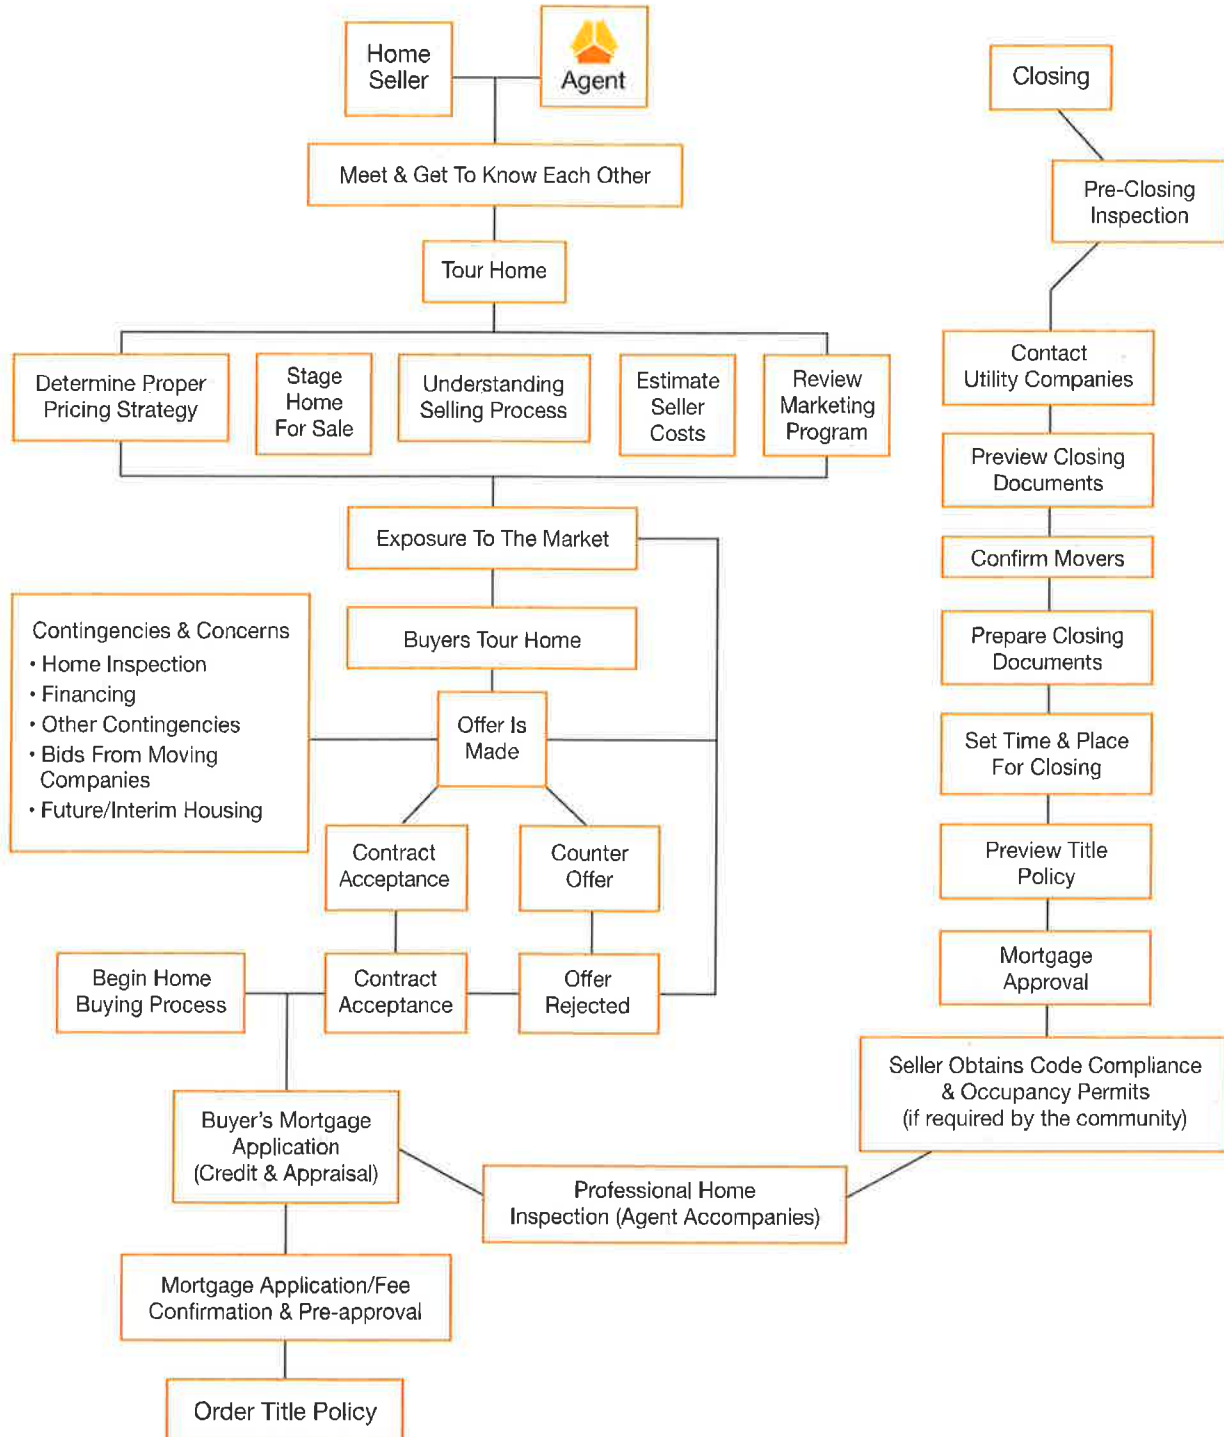 Home
Seller
Agent
Meet & Get To Know Each Other
Tour Home
Determine Proper
Pricing Strategy
Stage
Home
For Sale
Understanding
Selling Process
Estimate
Seller
Costs
Review
Marketing
Program
Exposure To The Market
Buyers Tour Home
Contingencies & Concerns
• Home Inspection
• Financing
• Other Contingencies
• Bids From Moving
Companies
• Future/Interim Housing
Offer Is
Made
Contract
Acceptance
Counter
Offer
Begin Home
Buying Process
Contract
Acceptance
Offer
Rejected
Buyer's Mortgage
Application
(Credit & Appraisal)
Professional Home
Inspection (Agent Accompanies)
Mortgage Application/Fee
Confirmation & Pre-approval
Order Title Policy
Closing
Pre-Closing
Inspection
Contact
Utility Companies
Preview Closing
Documents
Confirm Movers
Prepare Closing
Documents
Set Time & Place
For Closing
Preview Title
Policy
Mortgage
Approval
Seller Obtains Code Compliance
& Occupancy Permits
(if required by the community)